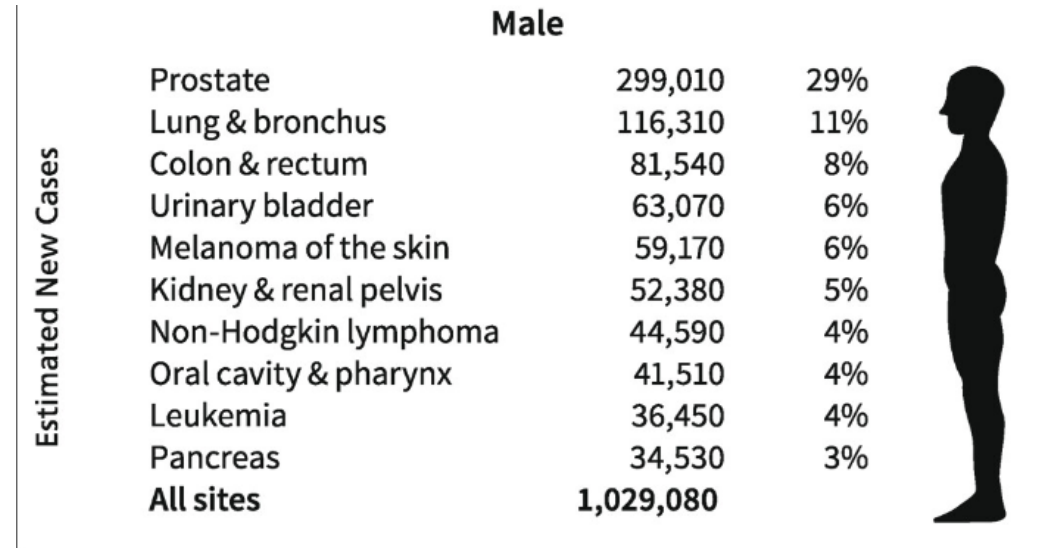 Male
Estimated New Cases
Prostate 299,010 29%
Lung & bronchus 116,310 11%
Colon & rectum 81,540 8%
Urinary bladder 63,070 6%
Melanoma of the skin 59,170 6%
Kidney & renal pelvis 52,380 5%
Non-Hodgkin lymphoma 44,590 4%
Oral cavity & pharynx 41,510 4%
Leukemia 36,450 4%
Pancreas 34,530 3%
All sites 1,029,080